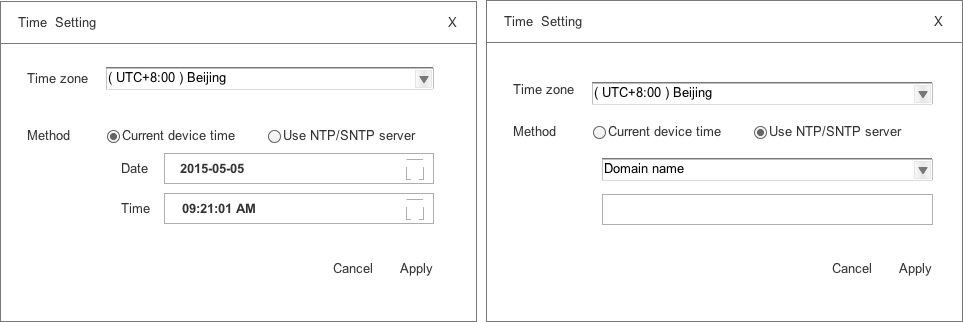 Time Setting X
Time zone ( UTC+8:00 ) Beijing
Method Current device time Use NTP/SNTP server
Date 2015-05-05
Time 09:21:01 AM
Cancel Apply
Time Setting X
Time zone ( UTC+8:00 ) Beijing
Method Current device time Use NTP/SNTP server
Domain name
Cancel Apply